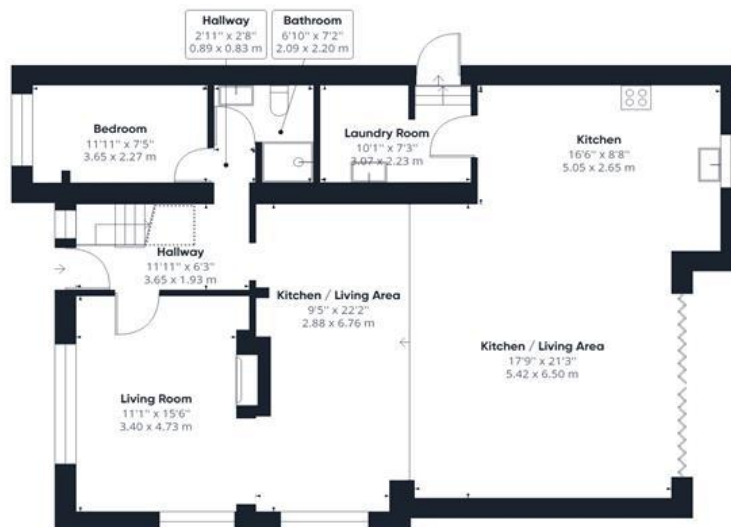 Hallway
2'11" x 2'8"
0.89 x 0.83 m
Bathroom
6'10" x 7'2"
2.09 x 2.20 m
Bedroom
11'11" x 7'5"
3.65 x 2.27 m
Laundry Room
10'1" x 7'3"
3.07 x 2.23 m
Kitchen
16'6" x 8'8"
5.05 x 2.65 m
Hallway
11'11" x 6'3"
3.65 x 1.93 m
Kitchen / Living Area
9'5" x 22'2"
2.88 x 6.76 m
Kitchen / Living Area
17'9" x 21'3"
5.42 x 6.50 m
Living Room
11'1" x 15'6"
3.40 x 4.73 m